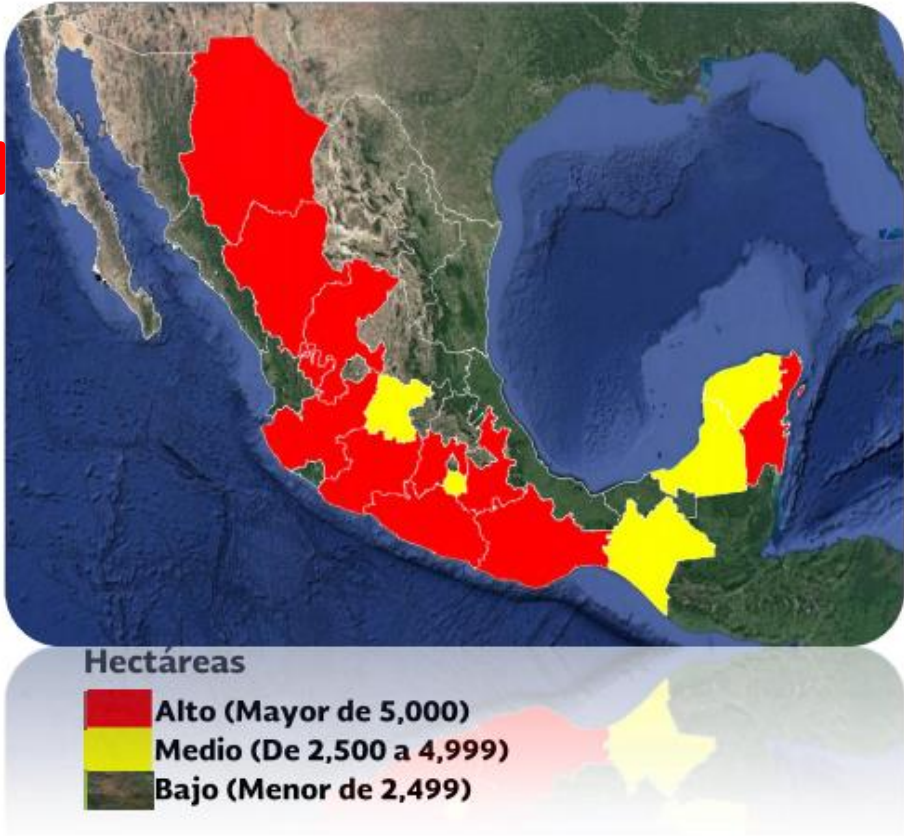 Hectáreas
Alto (Mayor de 5,000)
Medio (De 2,500 a 4,999)
Bajo (Menor de 2,499)